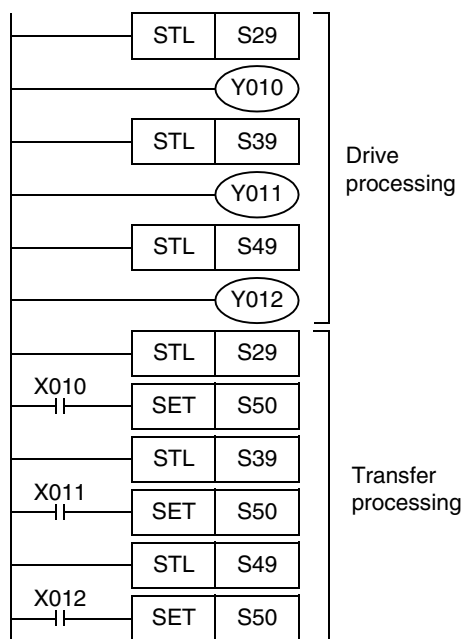 STL S29
Y010
STL S39
Y011
STL S49
Y012
Drive
processing
STL S29
X010
SET S50
STL S39
X011
SET S50
STL S49
X012
SET S50
Transfer
processing